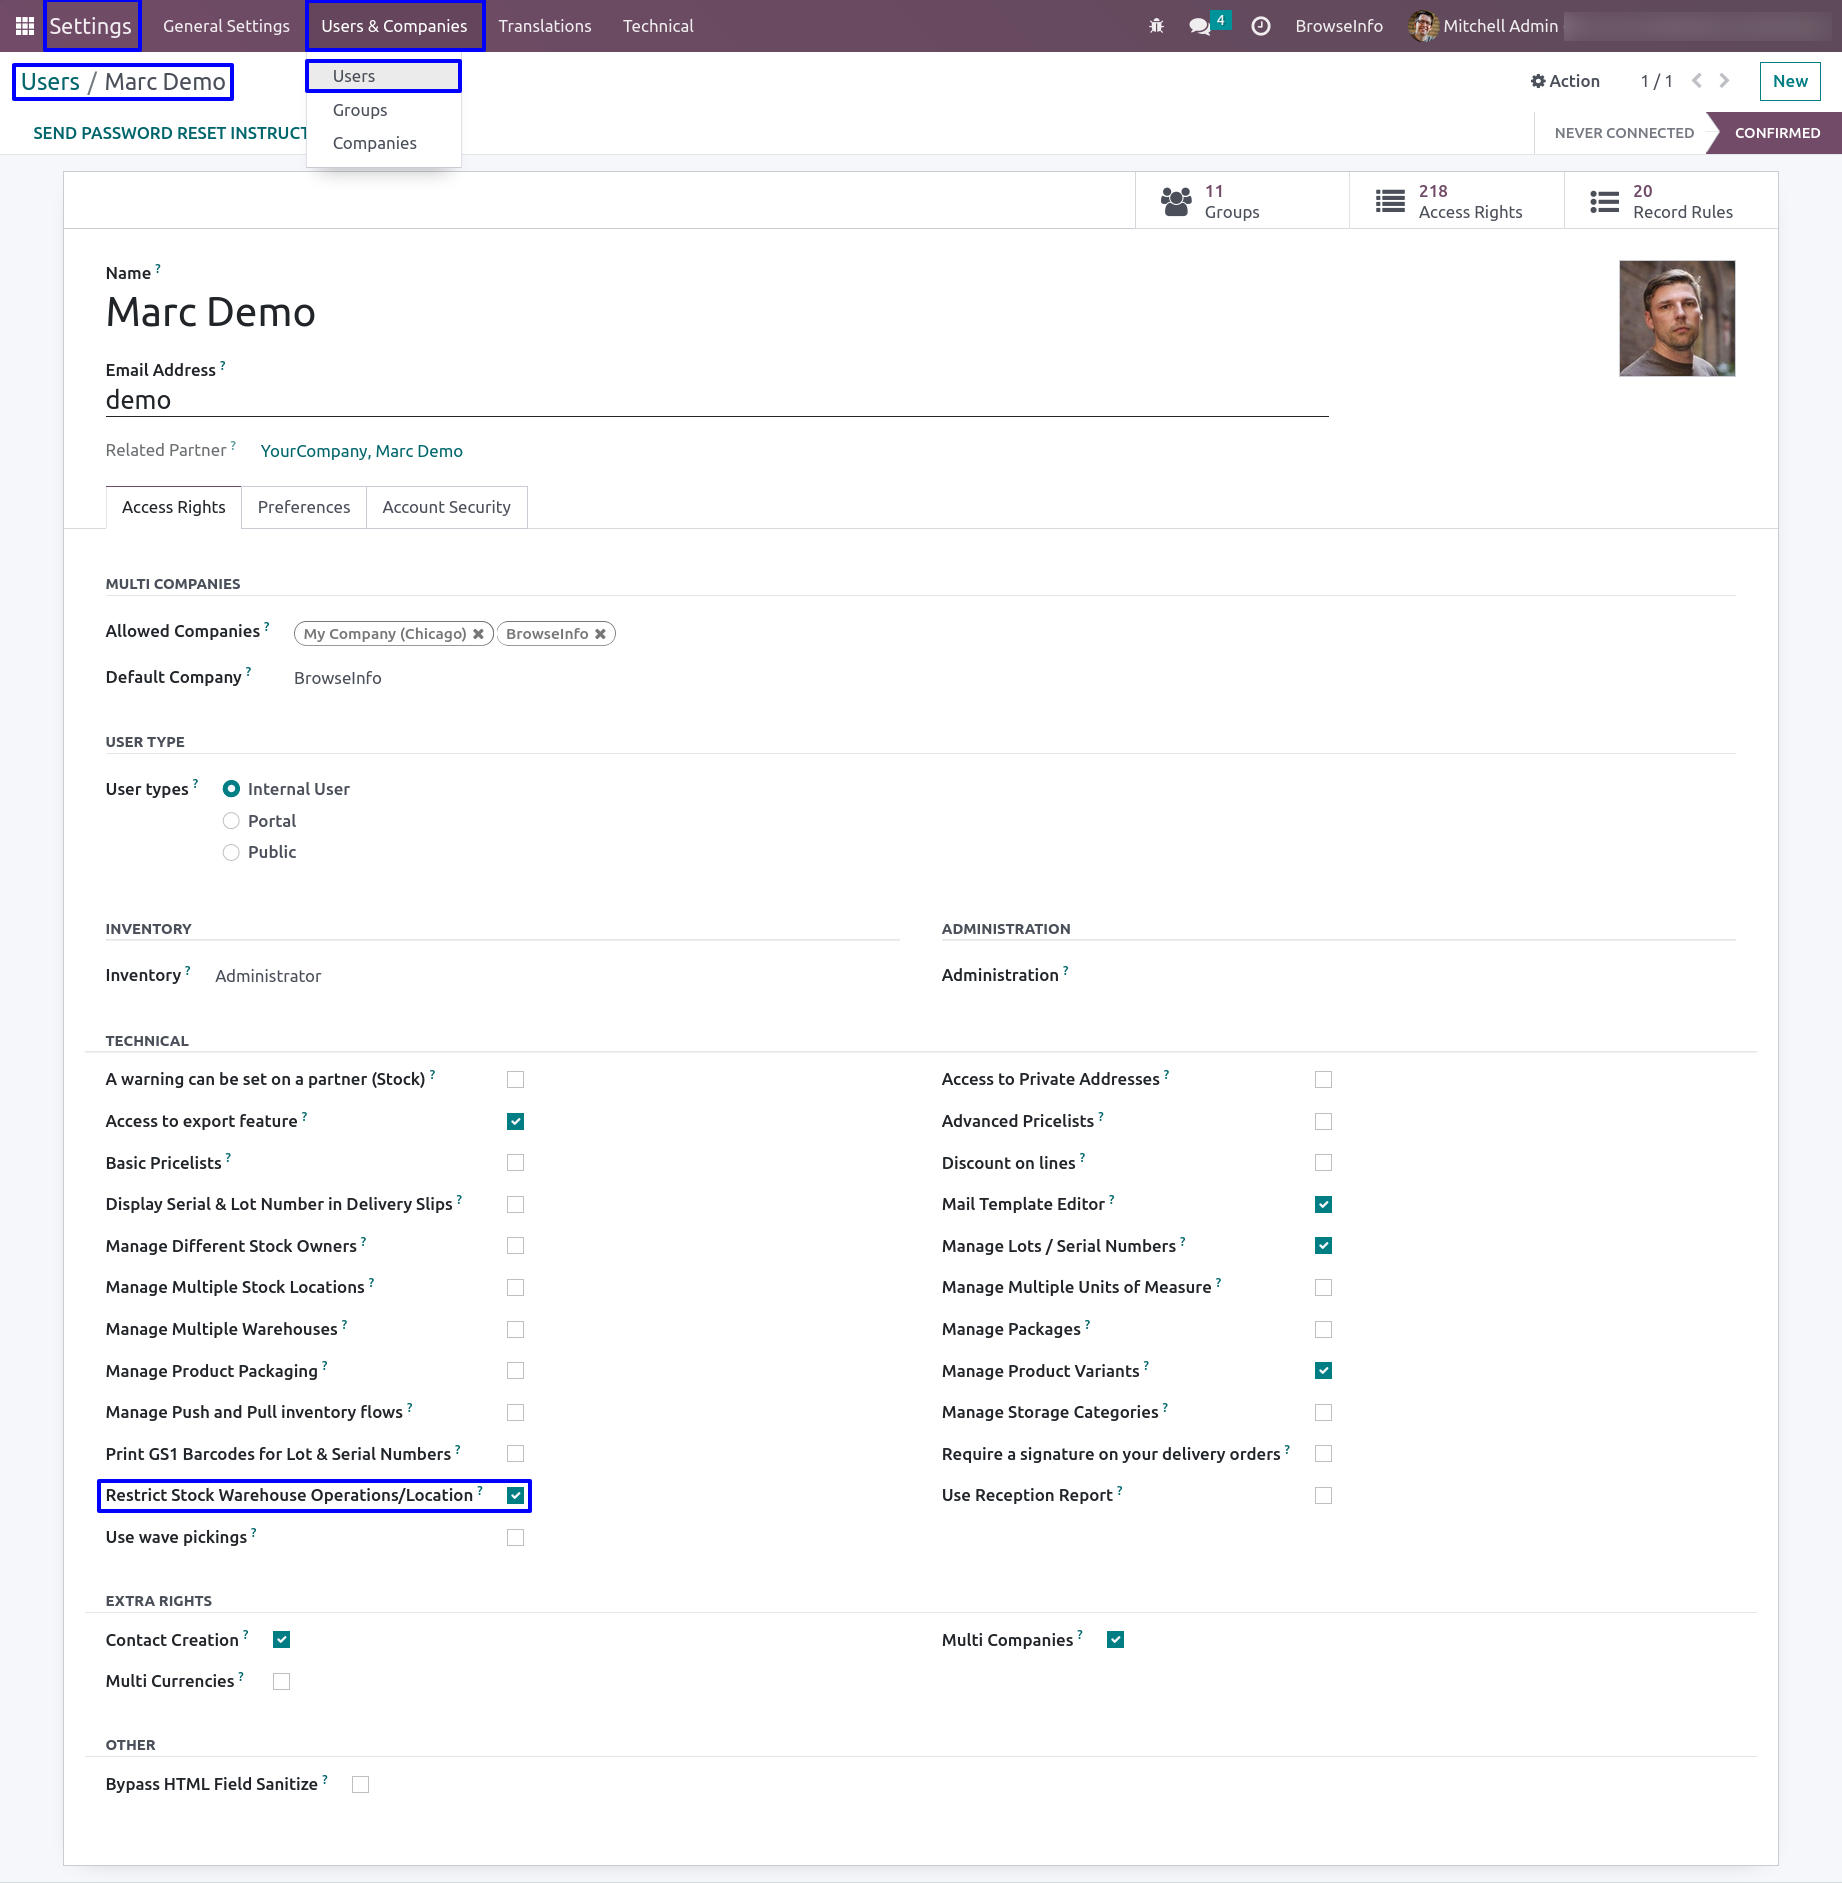 Settings General Settings Users & Companies Translations Technical 4 BrowseInfo Mitchell Admin
Users / Marc Demo Users Action 1 / 1 New
Groups
SEND PASSWORD RESET INSTRUCT Companies NEVER CONNECTED CONFIRMED
11 218 20
Groups Access Rights Record Rules
Name ?
Marc Demo
Email Address ?
demo
Related Partner ? YourCompany, Marc Demo
Access Rights Preferences Account Security
MULTI COMPANIES
Allowed Companies ? My Company (Chicago) ✖ BrowseInfo ✖
Default Company ? BrowseInfo
USER TYPE
User types ? Internal User
Portal
Public
INVENTORY ADMINISTRATION
Inventory ? Administrator Administration ?
TECHNICAL
A warning can be set on a partner (Stock) ? Access to Private Addresses ?
Access to export feature ? Advanced Pricelists ?
Basic Pricelists ? Discount on lines ?
Display Serial & Lot Number in Delivery Slips ? Mail Template Editor ?
Manage Different Stock Owners ? Manage Lots / Serial Numbers ?
Manage Multiple Stock Locations ? Manage Multiple Units of Measure ?
Manage Multiple Warehouses ? Manage Packages ?
Manage Product Packaging ? Manage Product Variants ?
Manage Push and Pull inventory flows ? Manage Storage Categories ?
Print GS1 Barcodes for Lot & Serial Numbers ? Require a signature on your delivery orders ?
Restrict Stock Warehouse Operations/Location ? Use Reception Report ?
Use wave pickings ?
EXTRA RIGHTS
Contact Creation ? Multi Companies ?
Multi Currencies ?
OTHER
Bypass HTML Field Sanitize ?